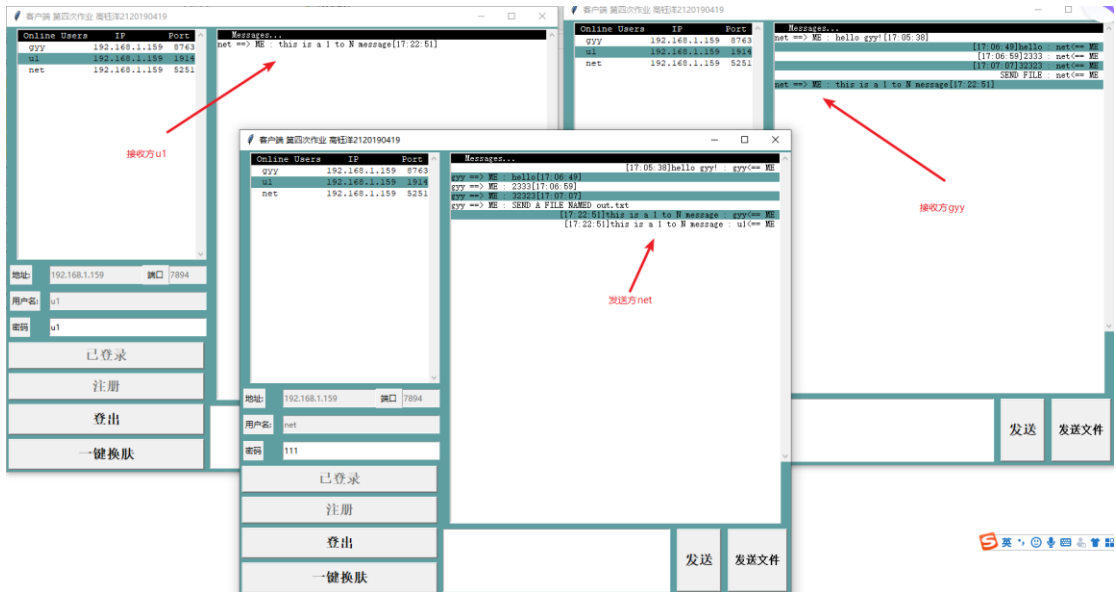 客户端 第四次作业 高钰洋2120190419
Online Users IP Port
gyy 192.168.1.159 8763
u1 192.168.1.159 1914
net 192.168.1.159 5251
Messages...
net ==> ME : this is a 1 to N message[17:22:51]
接收方u1
地址: 192.168.1.159 端口 7894
用户名: u1
密码 u1
已登录
注册
登出
一键换肤
客户端 第四次作业 高钰洋2120190419
Online Users IP Port
gyy 192.168.1.159 8763
u1 192.168.1.159 1914
net 192.168.1.159 5251
Messages...
net ==> ME : hello gyy![17:05:38]
[17:06:49]hello : net<== ME
[17:06:59]2333 : net<== ME
[17:07:07]32323 : net<== ME
SEND FILE : net<== ME
net ==> ME : this is a 1 to N message[17:22:51]
接收方gyy
发送
发送文件
客户端 第四次作业 高钰洋2120190419
Online Users IP Port
gyy 192.168.1.159 8763
u1 192.168.1.159 1914
net 192.168.1.159 5251
Messages...
[17:05:38]hello gyy! : gyy<== ME
gyy ==> ME : hello[17:06:49]
gyy ==> ME : 2333[17:06:59]
gyy ==> ME : 32323[17:07:07]
gyy ==> ME : SEND A FILE NAMED out.txt
[17:22:51]this is a 1 to N message : gyy<== ME
[17:22:51]this is a 1 to N message : u1<== ME
发送方net
地址: 192.168.1.159 端口 7894
用户名: net
密码 111
已登录
注册
登出
一键换肤
发送
发送文件
英